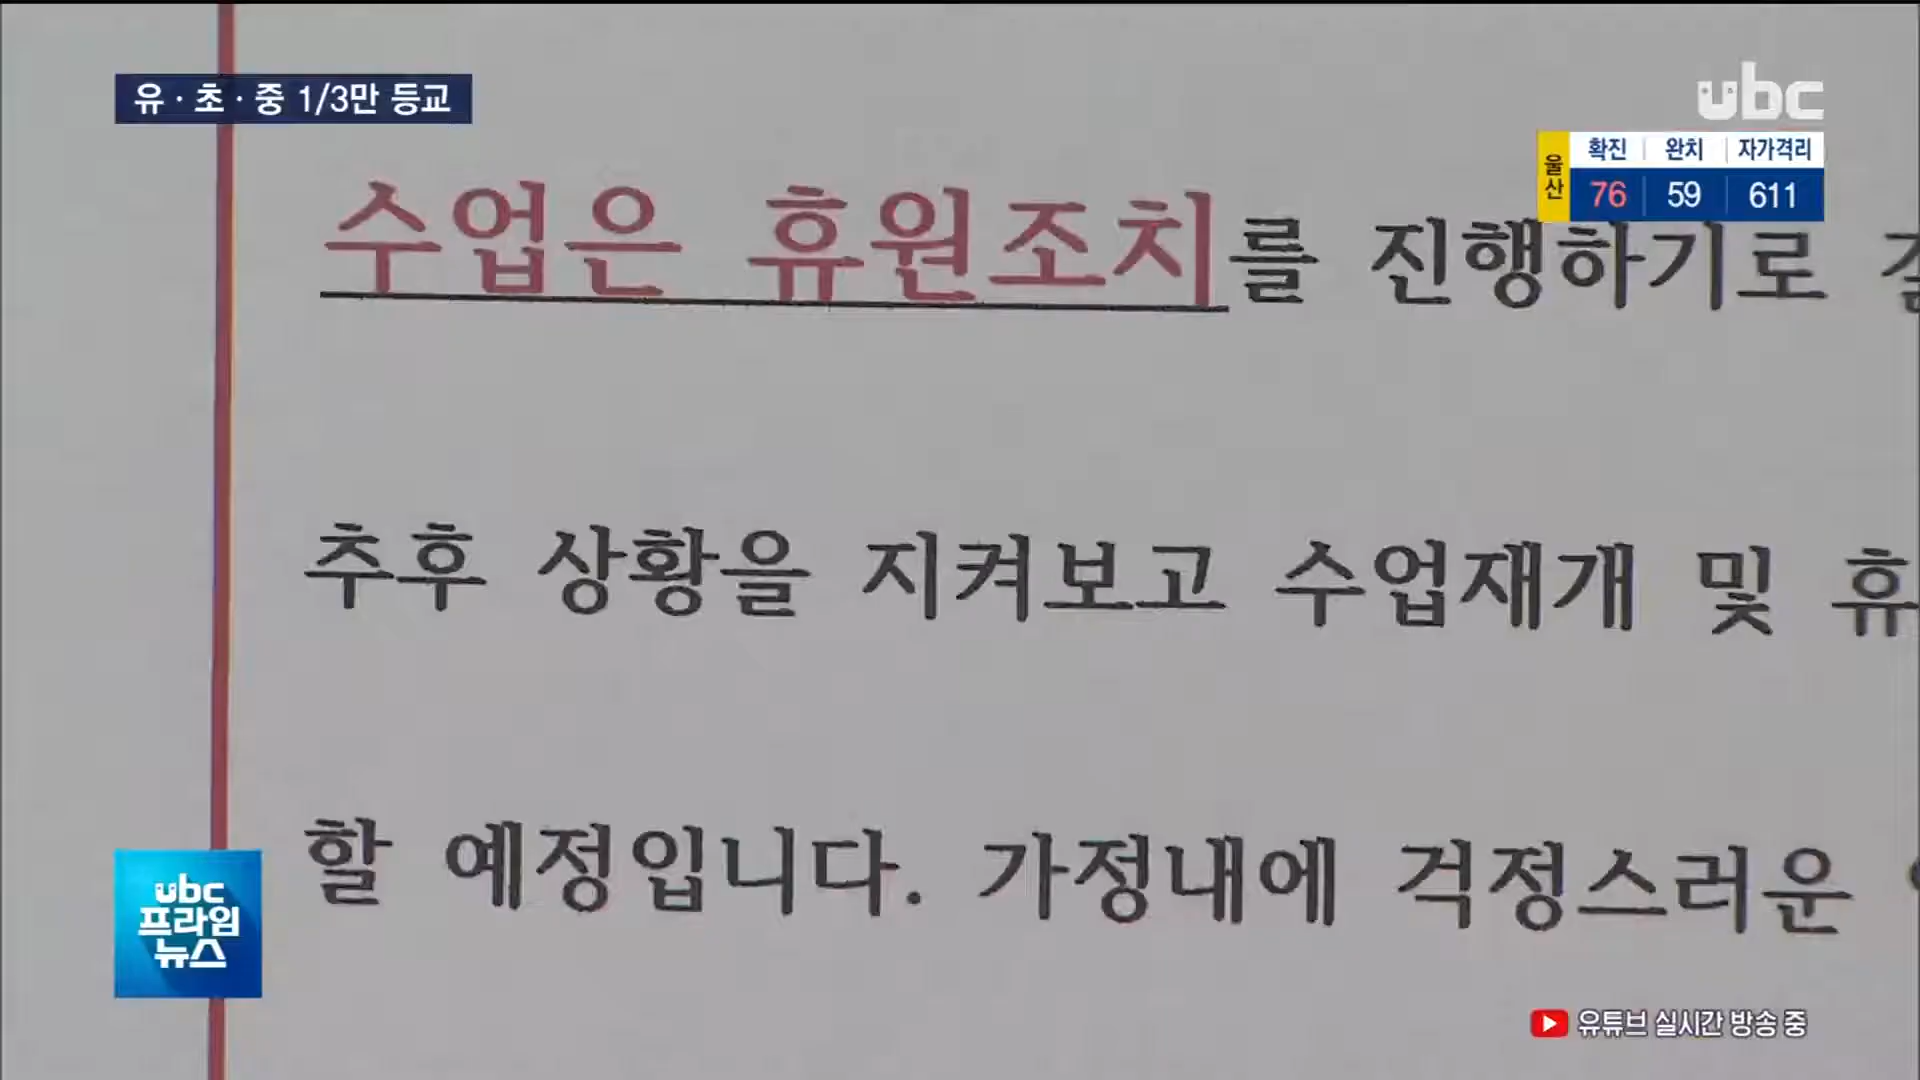 유·초·중 1/3만 등교
ubc
울산
확진 완치 자가격리
76 59 611
수업은 휴원조치를 진행하기로
추후 상황을 지켜보고 수업재개 및 휴
할 예정입니다. 가정내에 걱정스러운
ubc
프라임
뉴스
유튜브 실시간 방송 중